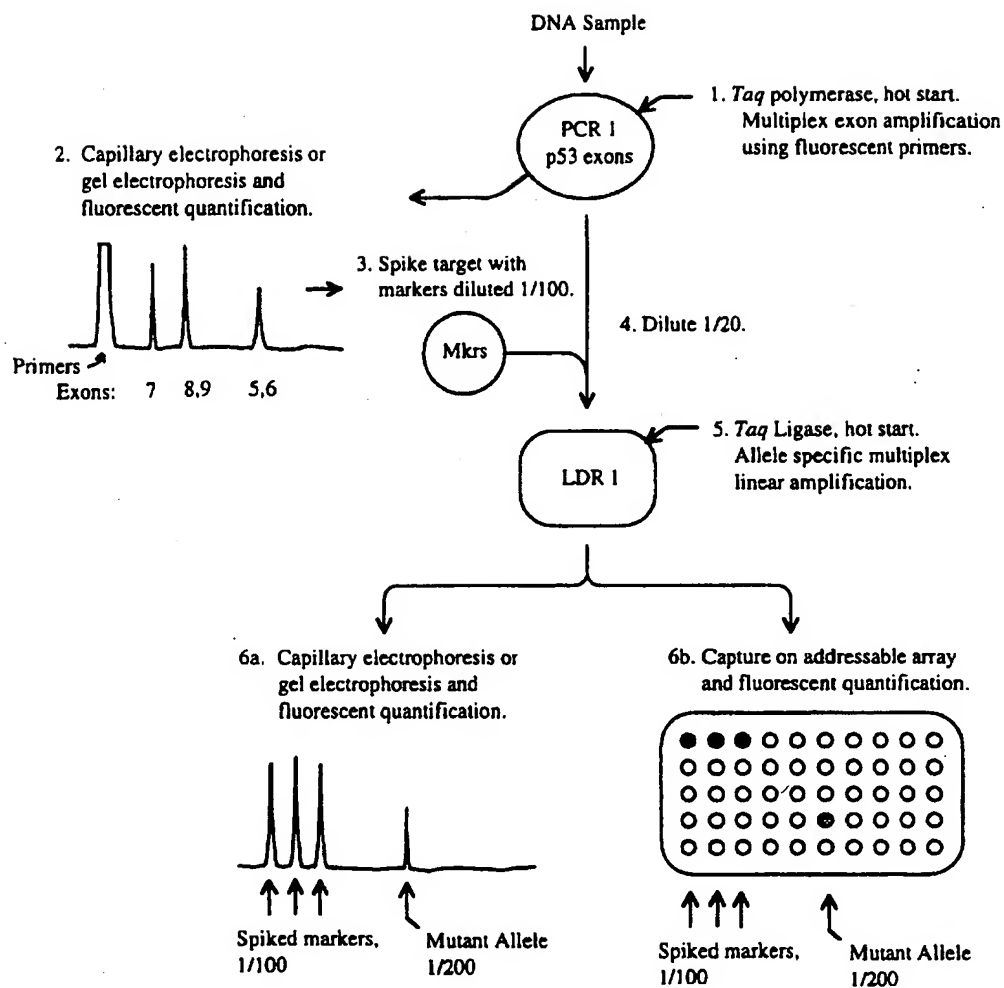 DNA Sample
PCR 1
p53 exons
1. Taq polymerase, hot start.
Multiplex exon amplification
using fluorescent primers.
2. Capillary electrophoresis or
gel electrophoresis and
fluorescent quantification.
Primers
Exons: 7 8,9 5,6
3. Spike target with
markers diluted 1/100.
Mkrs
4. Dilute 1/20.
LDR 1
5. Taq Ligase, hot start.
Allele specific multiplex
linear amplification.
6a. Capillary electrophoresis or
gel electrophoresis and
fluorescent quantification.
Spiked markers,
1/100
Mutant Allele
1/200
6b. Capture on addressable array
and fluorescent quantification.
Spiked markers,
1/100
Mutant Allele
1/200